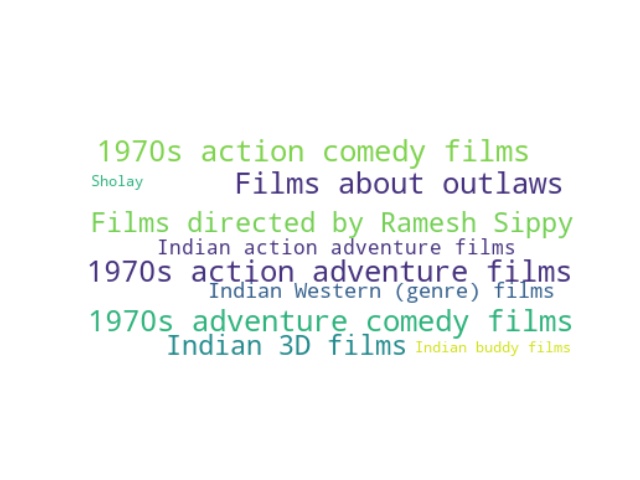 1970s action comedy films
Sholay
Films about outlaws
Films directed by Ramesh Sippy
Indian action adventure films
1970s action adventure films
Indian Western (genre) films
1970s adventure comedy films
Indian 3D films
Indian buddy films